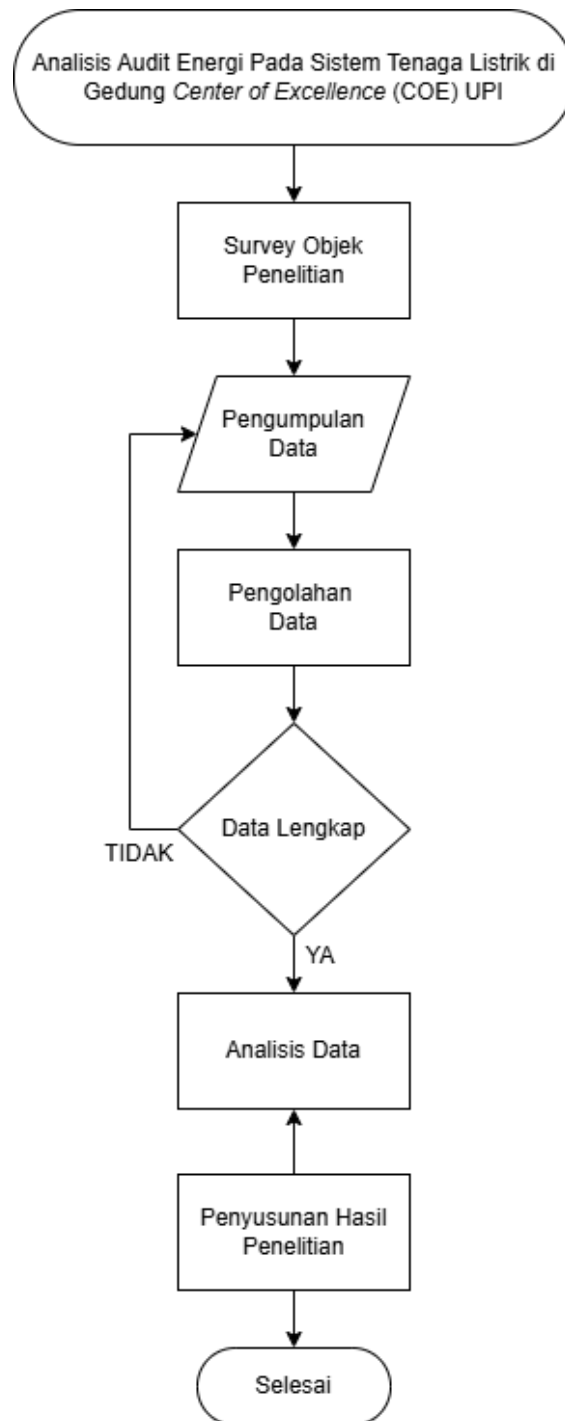 Analisis Audit Energi Pada Sistem Tenaga Listrik di
Gedung Center of Excellence (COE) UPI
Survey Objek
Penelitian
Pengumpulan
Data
Pengolahan
Data
Data Lengkap
TIDAK
YA
Analisis Data
Penyusunan Hasil
Penelitian
Selesai